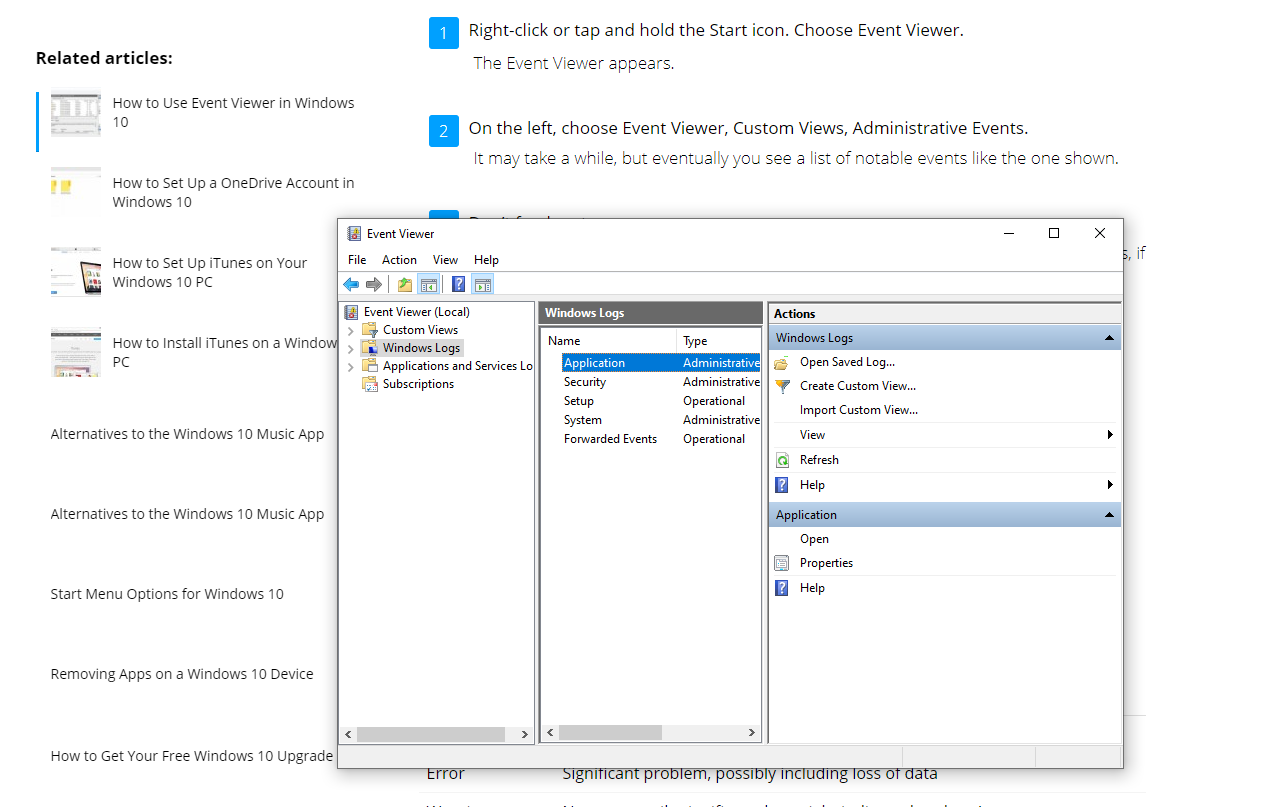 Related articles:
How to Use Event Viewer in Windows
10
How to Set Up a OneDrive Account in
Windows 10
How to Set Up iTunes on Your
Windows 10 PC
How to Install iTunes on a Window
PC
Alternatives to the Windows 10 Music App
Alternatives to the Windows 10 Music App
Start Menu Options for Windows 10
Removing Apps on a Windows 10 Device
How to Get Your Free Windows 10 Upgrade
1 Right-click or tap and hold the Start icon. Choose Event Viewer.
The Event Viewer appears.
2 On the left, choose Event Viewer, Custom Views, Administrative Events.
It may take a while, but eventually you see a list of notable events like the one shown.
s, if
Event Viewer
File Action View Help
Event Viewer (Local)
Custom Views
Windows Logs
Applications and Services Lo
Subscriptions
Windows Logs
Name Type
Application Administrative
Security Administrative
Setup Operational
System Administrative
Forwarded Events Operational
Actions
Windows Logs
Open Saved Log...
Create Custom View...
Import Custom View...
View
Refresh
Help
Application
Open
Properties
Help
Error Significant problem, possibly including loss of data